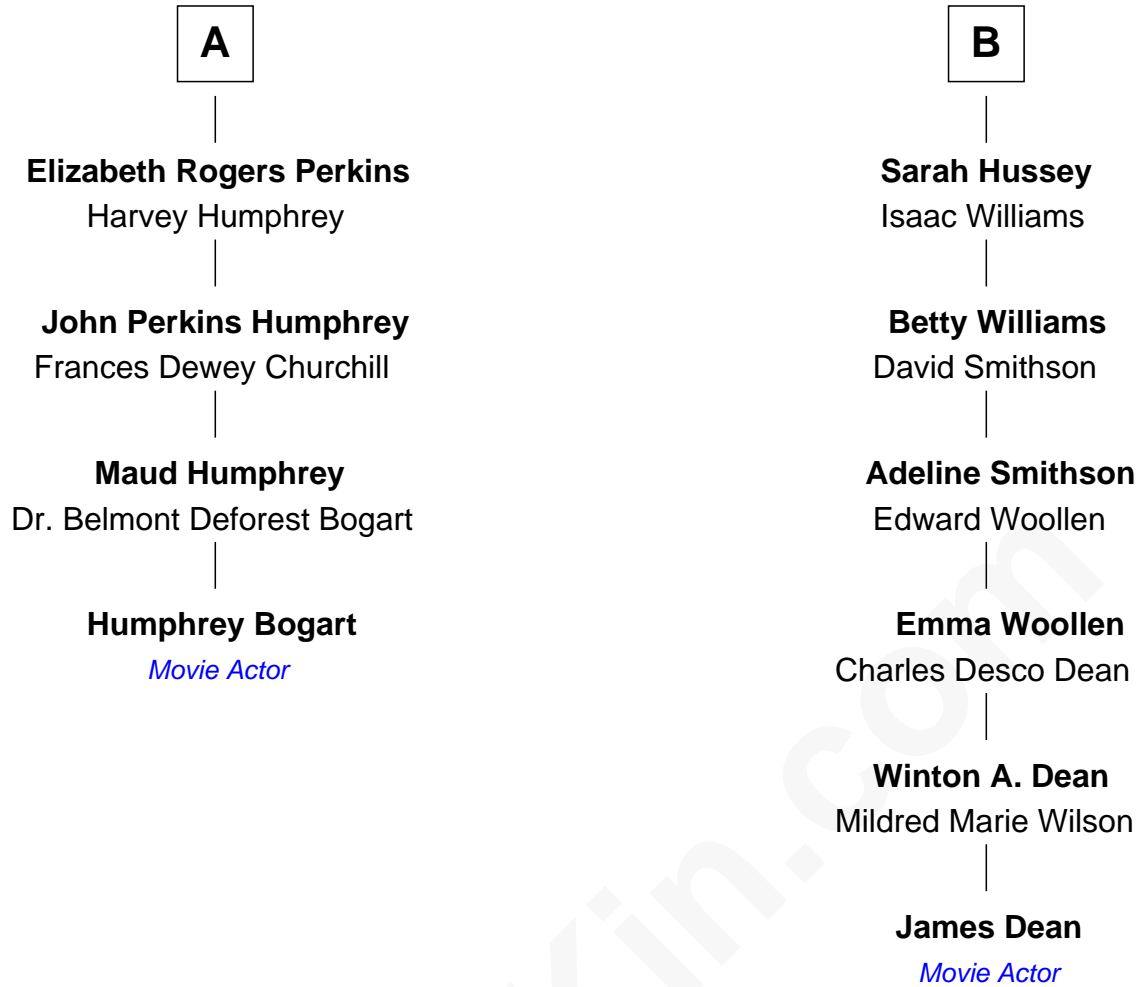 A
Elizabeth Rogers Perkins
Harvey Humphrey
John Perkins Humphrey
Frances Dewey Churchill
Maud Humphrey
Dr. Belmont Deforest Bogart
Humphrey Bogart
Movie Actor
B
Sarah Hussey
Isaac Williams
Betty Williams
David Smithson
Adeline Smithson
Edward Woollen
Emma Woollen
Charles Desco Dean
Winton A. Dean
Mildred Marie Wilson
James Dean
Movie Actor
Kin.com